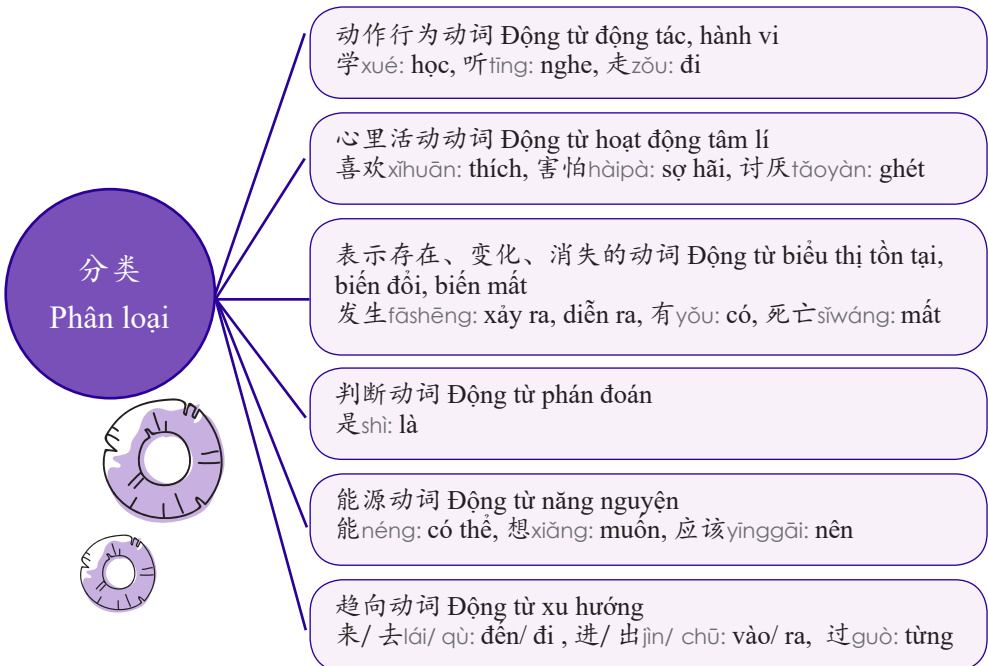 分类
Phân loại
动作行为动词 Động từ động tác, hành vi
学xué: học, 听tīng: nghe, 走zǒu: đi
心里活动动词 Động từ hoạt động tâm lí
喜欢xǐhuān: thích, 害怕hàipà: sợ hãi, 讨厌tǎoyàn: ghét
表示存在、变化、消失的动词 Động từ biểu thị tồn tại,
biến đổi, biến mất
发生fāshēng: xảy ra, diễn ra, 有yǒu: có, 死亡sǐwáng: mất
判断动词 Động từ phán đoán
是shì: là
能源动词 Động từ năng nguyện
能néng: có thể, 想xiǎng: muốn, 应该yīnggāi: nên
趋向动词 Động từ xu hướng
来/ 去lái/ qù: đến/ đi , 进/ 出jìn/ chū: vào/ ra, 过guò: từng